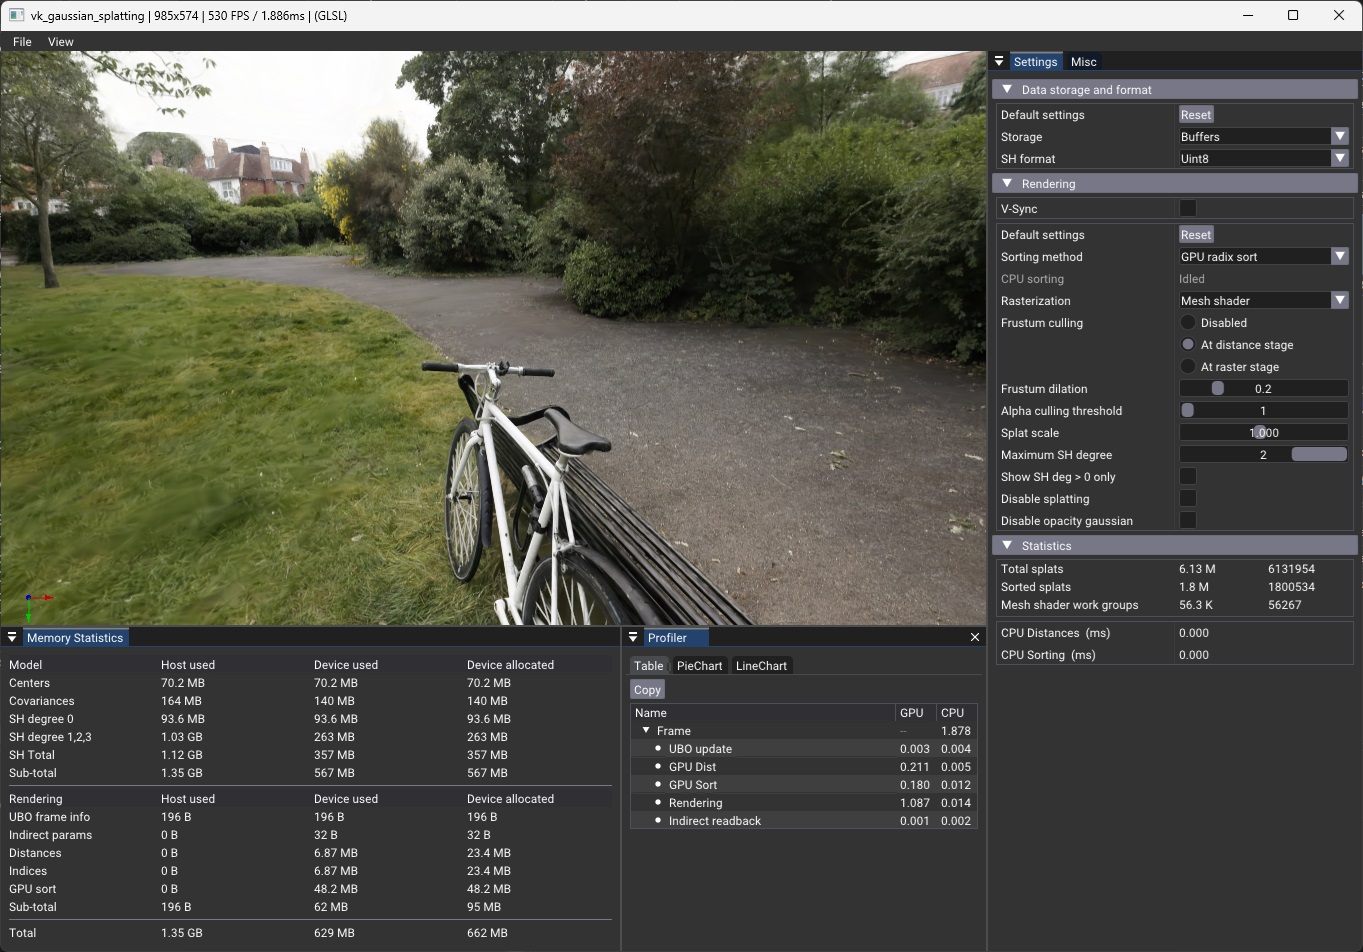 vk_gaussian_splatting | 985x574 | 530 FPS / 1.886ms | (GLSL)
File View
Settings Misc
Data storage and format
Default settings Reset
Storage Buffers
SH format Uint8
Rendering
V-Sync
Default settings Reset
Sorting method GPU radix sort
CPU sorting Idled
Rasterization Mesh shader
Frustum culling Disabled
At distance stage
At raster stage
Frustum dilation 0.2
Alpha culling threshold 1
Splat scale 1.000
Maximum SH degree 2
Show SH deg > 0 only
Disable splatting
Disable opacity gaussian
Statistics
Total splats 6.13 M 6131954
Sorted splats 1.8 M 1800534
Mesh shader work groups 56.3 K 56267
CPU Distances (ms) 0.000
CPU Sorting (ms) 0.000
Memory Statistics
Model Host used Device used Device allocated
Centers 70.2 MB 70.2 MB 70.2 MB
Covariances 164 MB 140 MB 140 MB
SH degree 0 93.6 MB 93.6 MB 93.6 MB
SH degree 1,2,3 1.03 GB 263 MB 263 MB
SH Total 1.12 GB 357 MB 357 MB
Sub-total 1.35 GB 567 MB 567 MB
Rendering Host used Device used Device allocated
UBO frame info 196 B 196 B 196 B
Indirect params 0 B 32 B 32 B
Distances 0 B 6.87 MB 23.4 MB
Indices 0 B 6.87 MB 23.4 MB
GPU sort 0 B 48.2 MB 48.2 MB
Sub-total 196 B 62 MB 95 MB
Total 1.35 GB 629 MB 662 MB
Profiler
Table PieChart LineChart
Copy
Name GPU CPU
Frame -- 1.878
UBO update 0.003 0.004
GPU Dist 0.211 0.005
GPU Sort 0.180 0.012
Rendering 1.087 0.014
Indirect readback 0.001 0.002